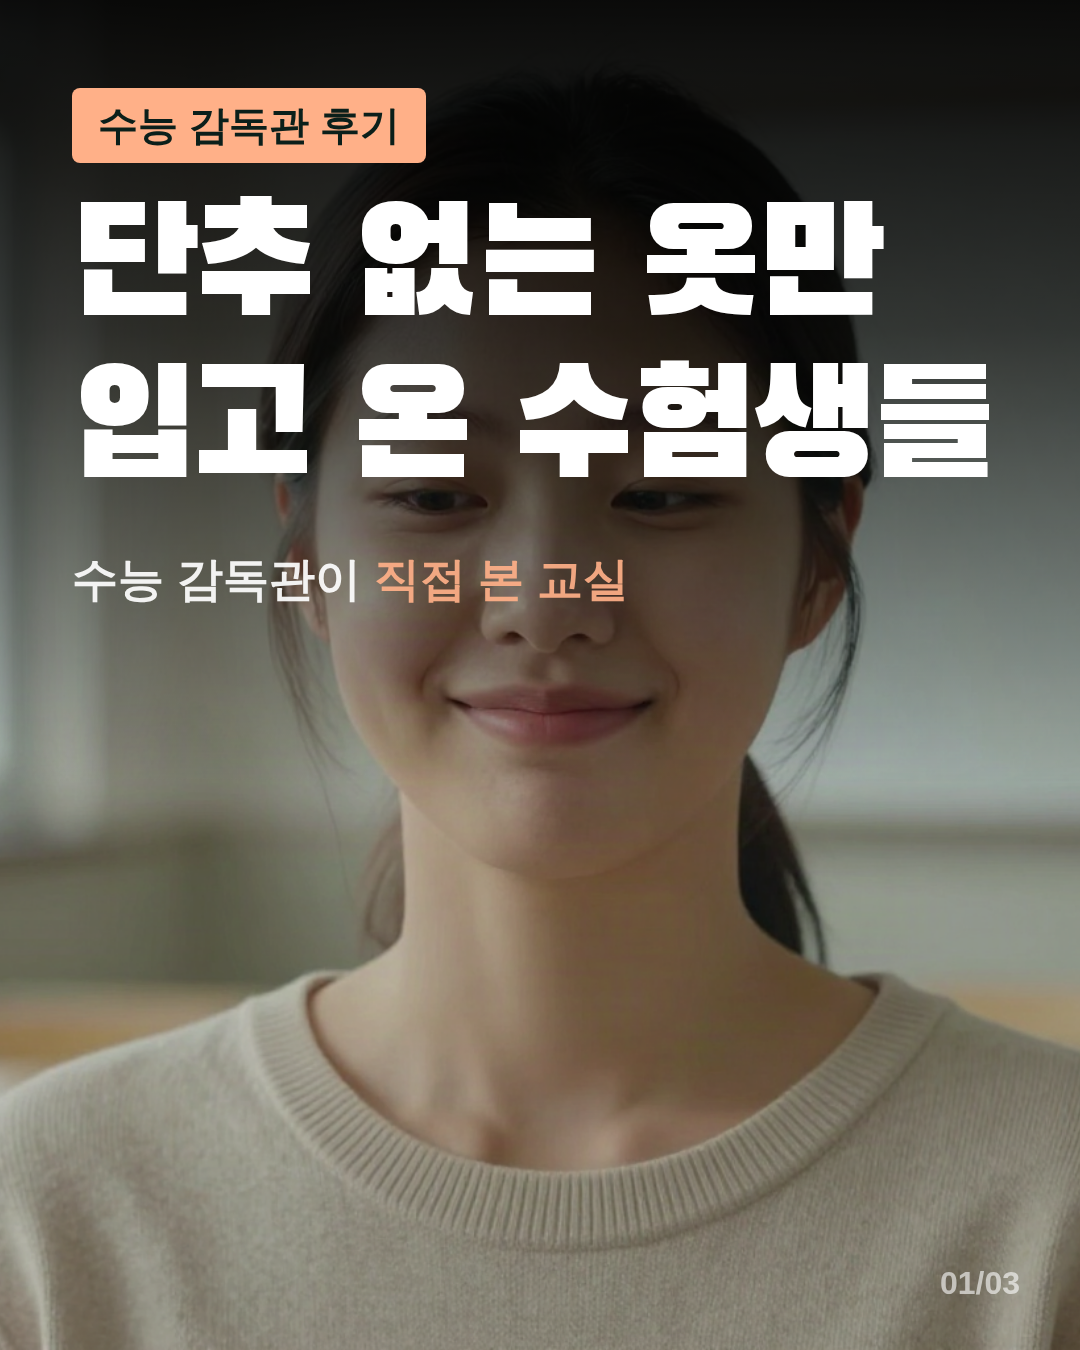 수능 감독관 후기
단추 없는 옷만
입고 온 수험생들
수능 감독관이 직접 본 교실
01/03